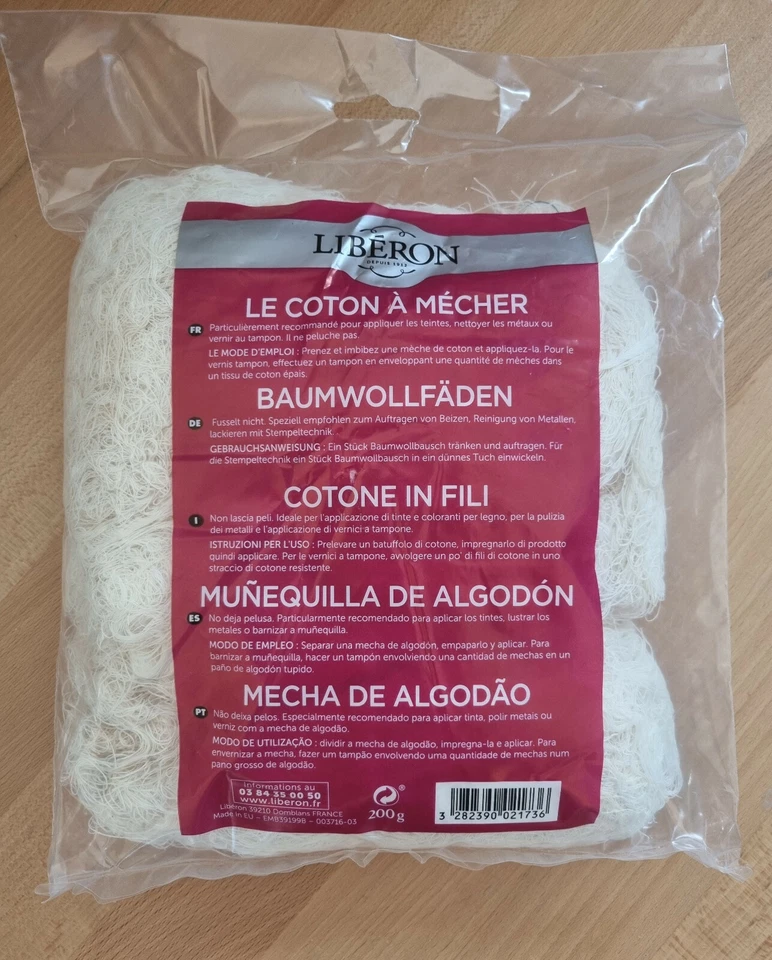 LIBÉRON
DEPUIS 1912
LE COTON À MÉCHER
FR
Particulièrement recommandé pour appliquer les teintes, nettoyer les métaux ou
vernir au tampon. Il ne peluche pas.
LE MODE D'EMPLOI : Prenez et imbibez une mèche de coton et appliquez-la. Pour le
vernis tampon, effectuez un tampon en enveloppant une quantité de mèches dans
un tissu de coton épais.
BAUMWOLLFÄDEN
DE
Fusselt nicht. Speziell empfohlen zum Auftragen von Beizen, Reinigung von Metallen,
lackieren mit Stempeltechnik.
GEBRAUCHSANWEISUNG : Ein Stück Baumwollbausch tränken und auftragen. Für
die Stempeltechnik ein Stück Baumwollbausch in ein dünnes Tuch einwickeln.
COTONE IN FILI
I
Non lascia peli. Ideale per l'applicazione di tinte e coloranti per legno, per la pulizia
dei metalli e l'applicazione di vernici a tampone.
ISTRUZIONI PER L'USO : Prelevare un batuffolo di cotone, impregnarlo di prodotto
quindi applicare. Per le vernici a tampone, avvolgere un po' di fili di cotone in uno
straccio di cotone resistente.
MUÑEQUILLA DE ALGODÓN
ES
No deja pelusa. Particularmente recomendado para aplicar los tintes, lustrar los
metales o barnizar a muñequilla.
MODO DE EMPLEO : Separar una mecha de algodón, empaparlo y aplicar. Para
barnizar a muñequilla, hacer un tampón envolviendo una cantidad de mechas en un
paño de algodón tupido.
MECHA DE ALGODÃO
PT
Não deixa pelos. Especialmente recomendado para aplicar tinta, polir metais ou
verniz com a mecha de algodão.
MODO DE UTILIZAÇÃO : dividir a mecha de algodão, impregna-la e aplicar. Para
envernizar a mecha, fazer um tampão envolvendo uma quantidade de mechas num
pano grosso de algodão.
Informations au
03 84 35 00 50
www.liberon.fr
Libéron 39210 Domblans FRANCE
Made in EU – EMB39199B – 003716-03
200g
3 282390 021736